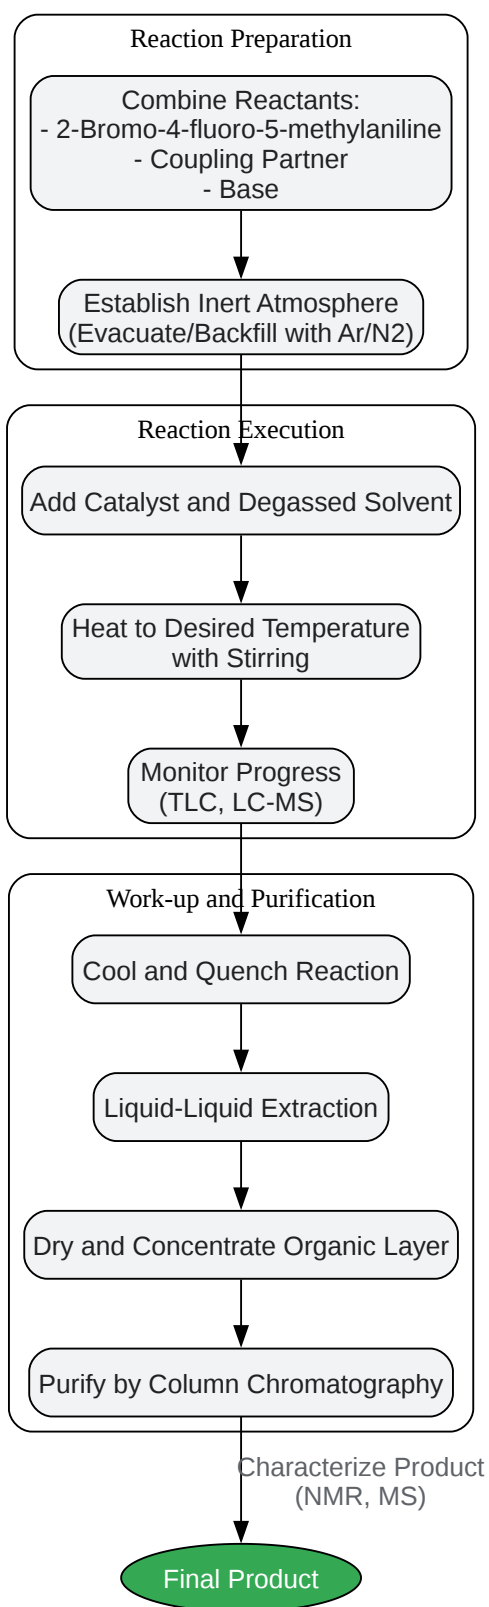 Reaction Preparation
Combine Reactants:
- 2-Bromo-4-fluoro-5-methylaniline
- Coupling Partner
- Base
Establish Inert Atmosphere
(Evacuate/Backfill with Ar/N2)
Reaction Execution
Add Catalyst and Degassed Solvent
Heat to Desired Temperature
with Stirring
Monitor Progress
(TLC, LC-MS)
Work-up and Purification
Cool and Quench Reaction
Liquid-Liquid Extraction
Dry and Concentrate Organic Layer
Purify by Column Chromatography
Characterize Product
(NMR, MS)
Final Product